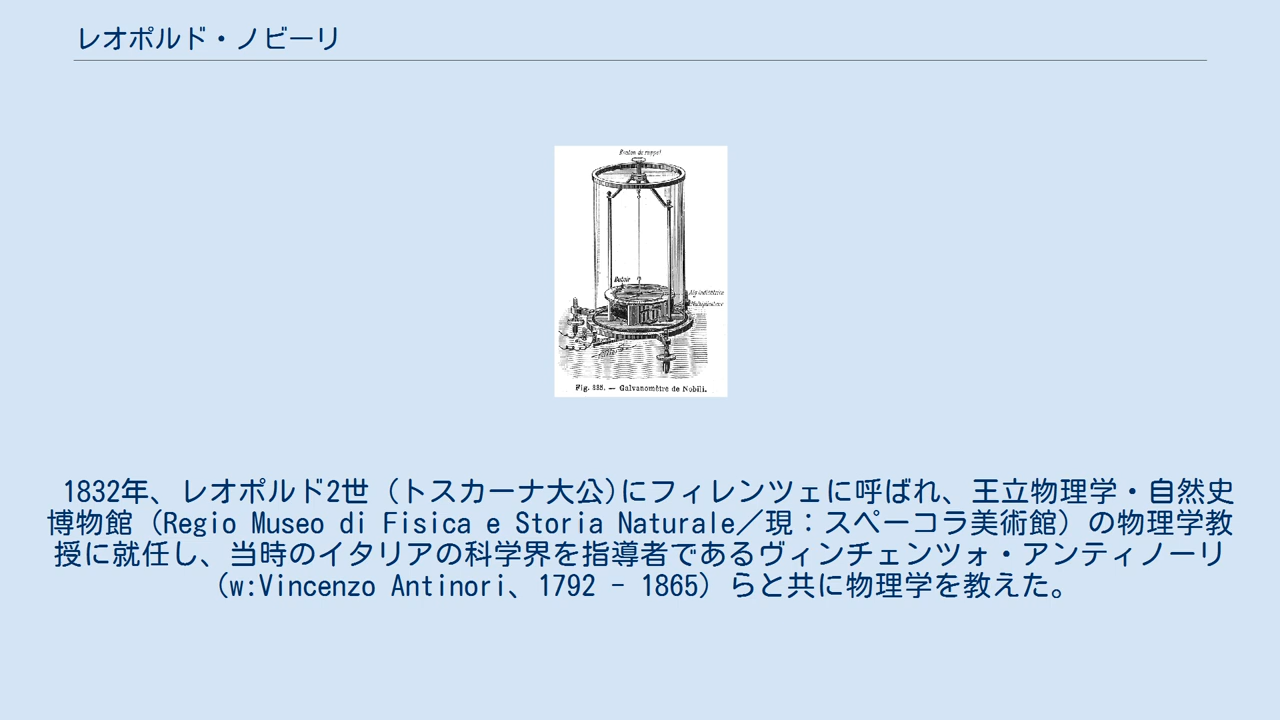 レオポルド・ノビーリ
Bouton de rappel.
Butoir
Multiplicateur
Fig. 335. — Galvanomètre de Nobili.
1832年、レオポルド2世（トスカーナ大公)にフィレンツェに呼ばれ、王立物理学・自然史
博物館（Regio Museo di Fisica e Storia Naturale／現：スペーコラ美術館）の物理学教
授に就任し、当時のイタリアの科学界を指導者であるヴィンチェンツォ・アンティノーリ
（w:Vincenzo Antinori、1792 - 1865）らと共に物理学を教えた。